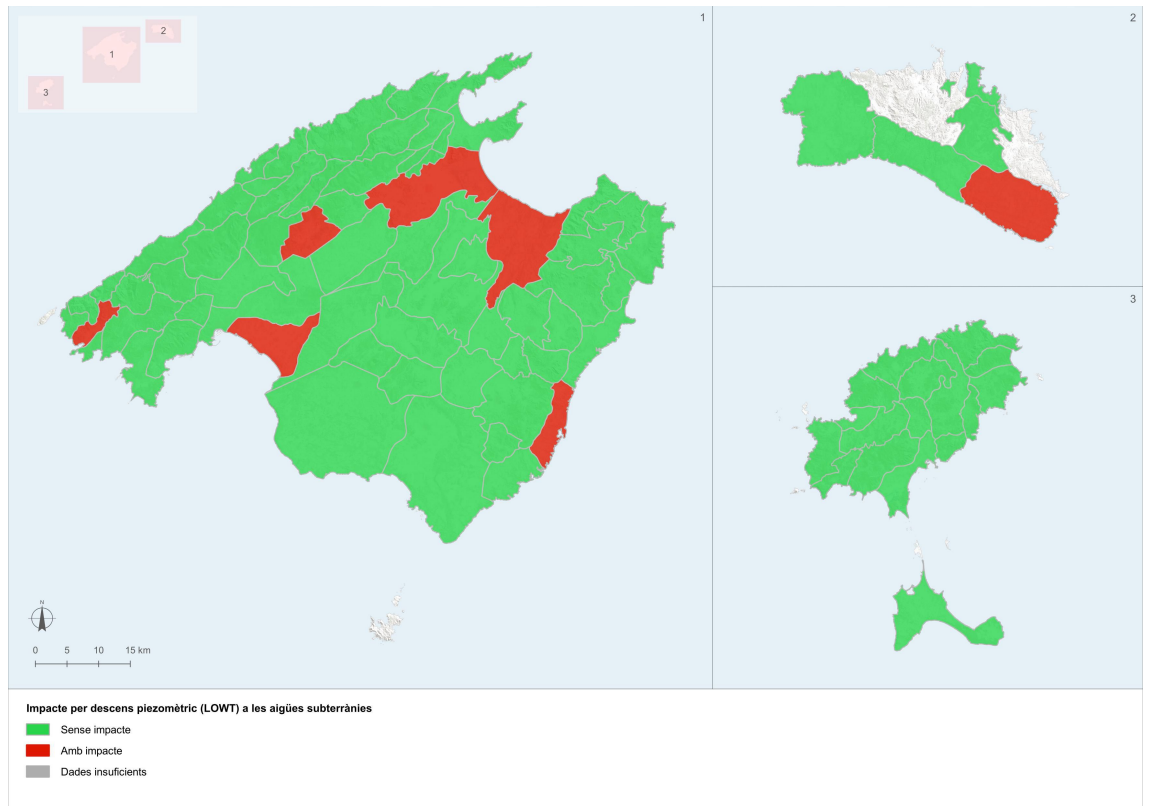 1
2
1
2
3
3
N
0 5 10 15 km
Impacte per descens piezomètric (LOWT) a les aigües subterrànies
Sense impacte
Amb impacte
Dades insuficients